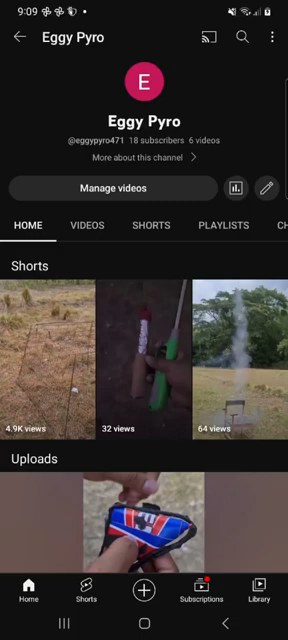 9:09
Eggy Pyro
E
Eggy Pyro
@eggypyro471 18 subscribers 6 videos
More about this channel
Manage videos
HOME VIDEOS SHORTS PLAYLISTS CH
Shorts
4.9K views 32 views 64 views
Uploads
Home Shorts Subscriptions Library